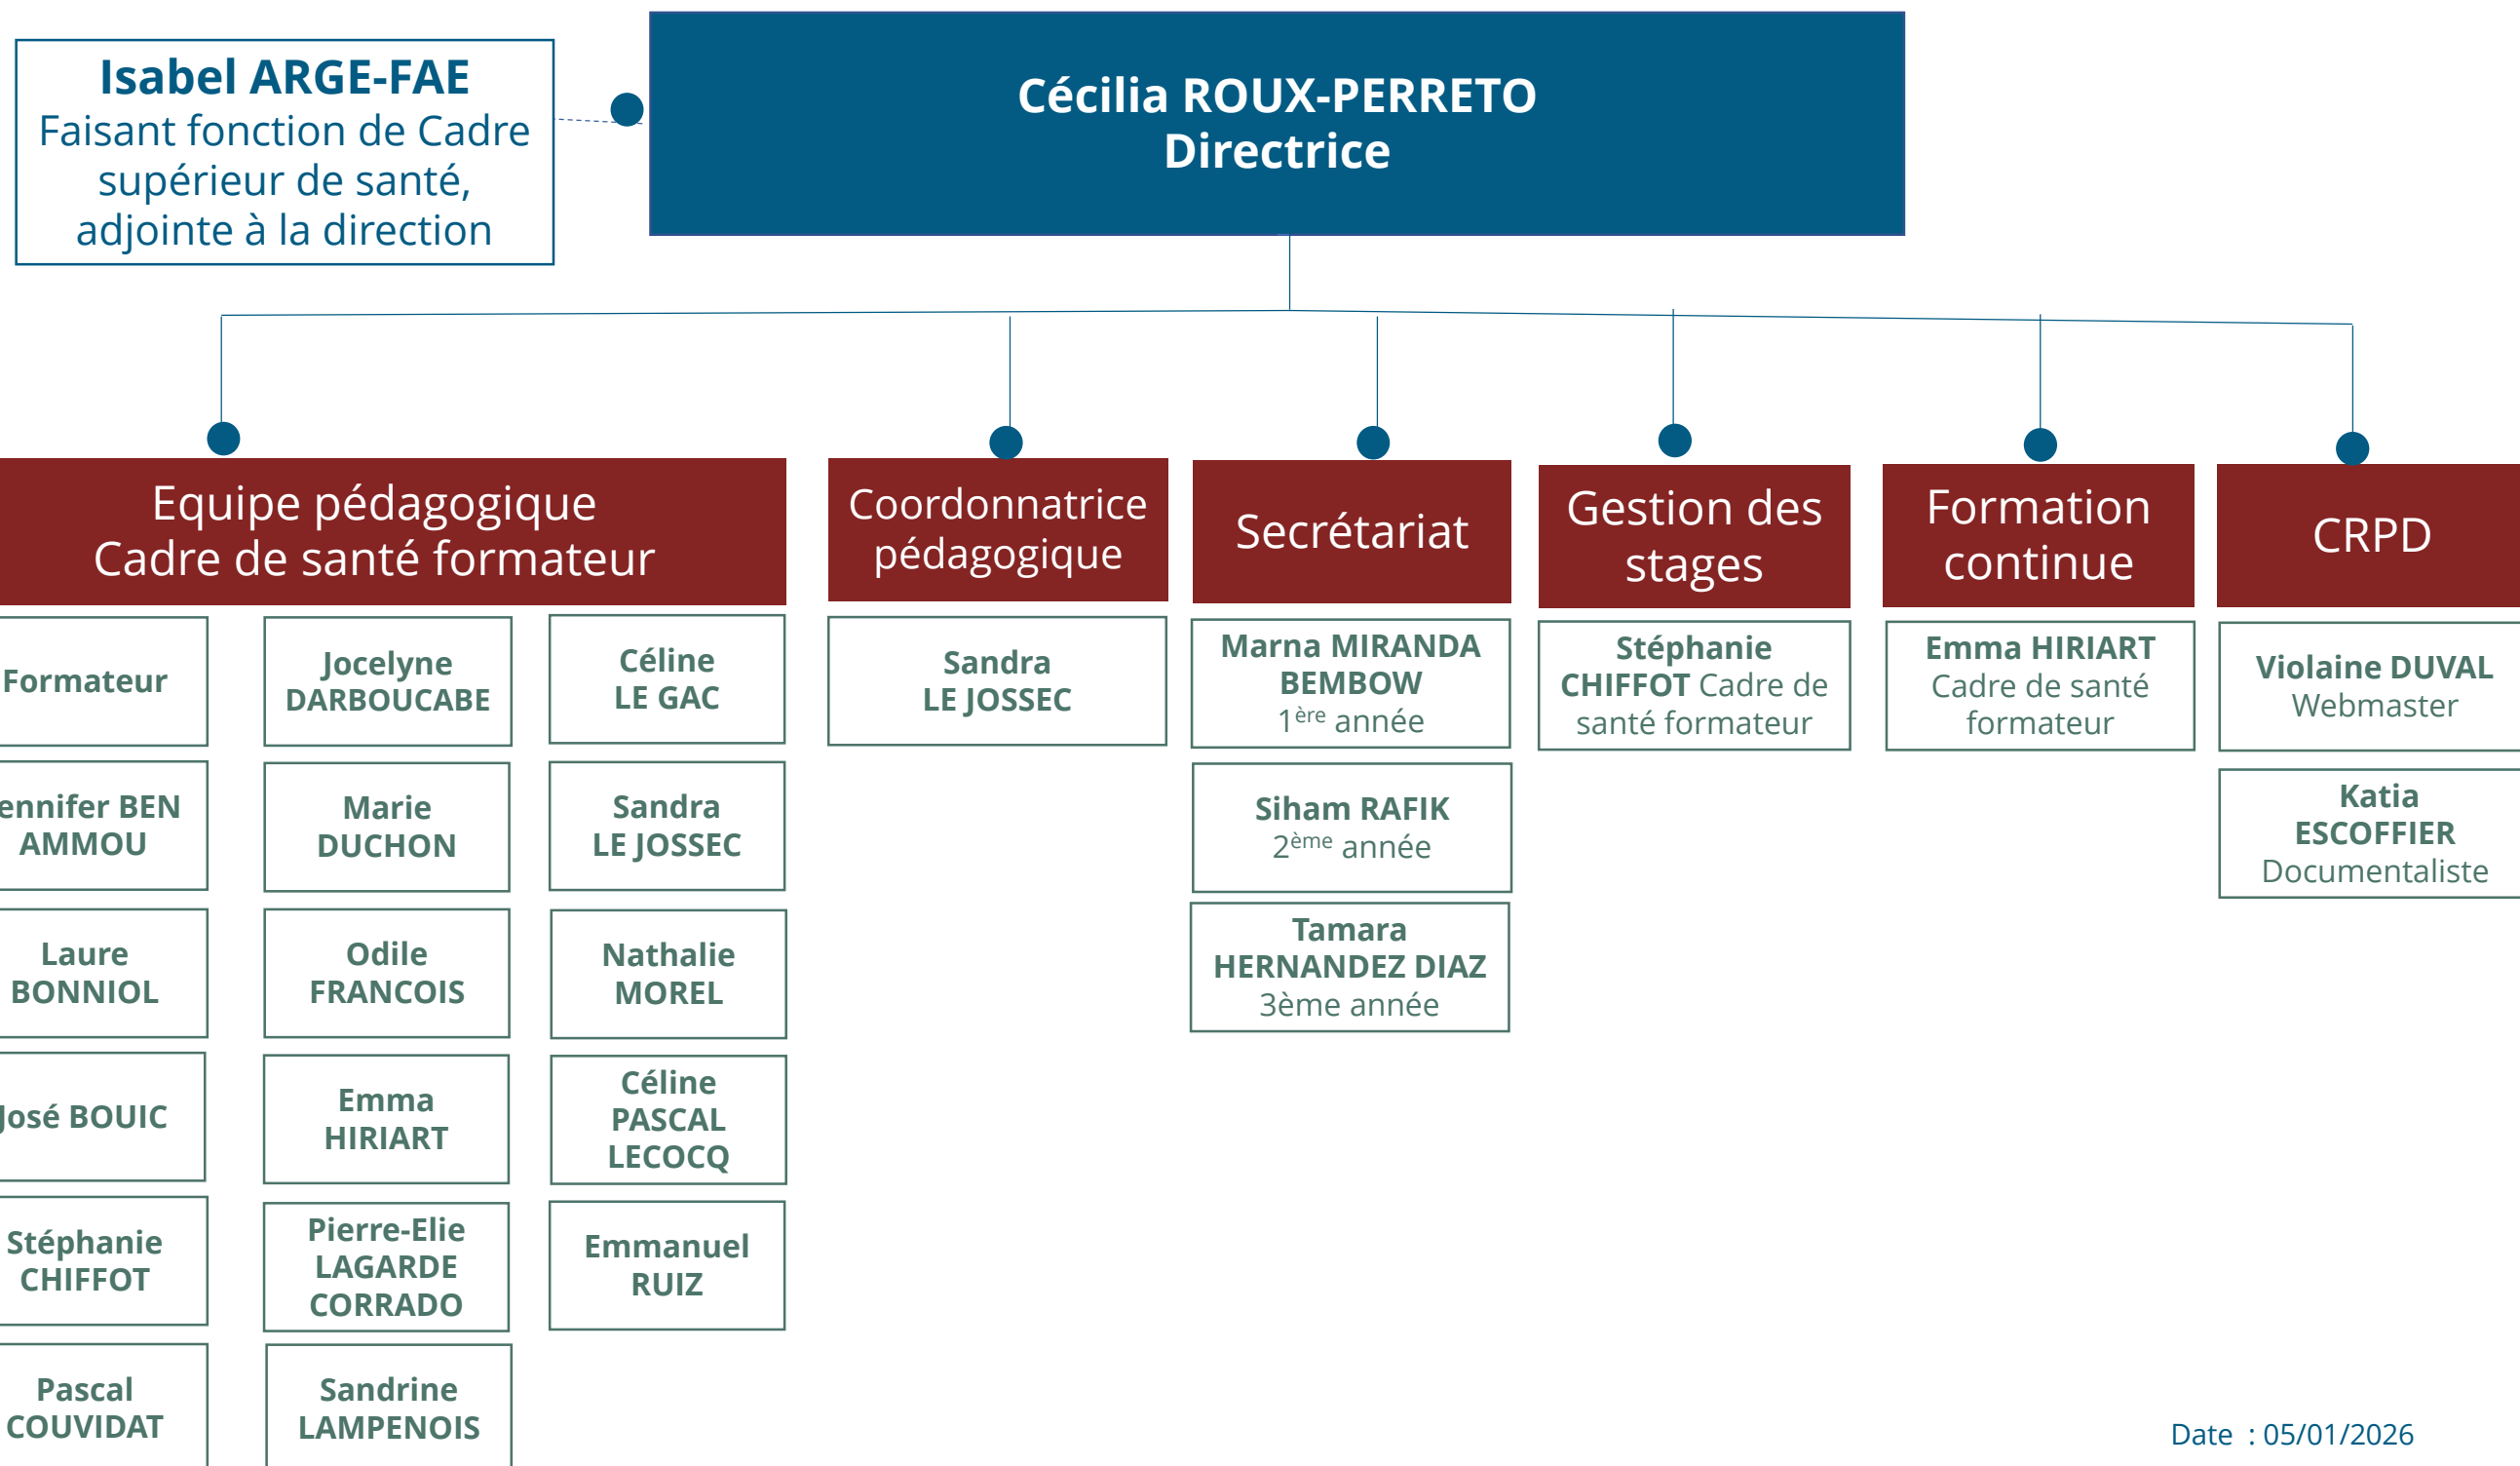 Isabel ARGE-FAE
Faisant fonction de Cadre
supérieur de santé,
adjointe à la direction
Cécilia ROUX-PERRETO
Directrice
Equipe pédagogique
Cadre de santé formateur
Formateur
ennifer BEN
AMMOU
Laure
BONNIOL
José BOUIC
Stéphanie
CHIFFOT
Pascal
COUVIDAT
Jocelyne
DARBOUCABE
Marie
DUCHON
Odile
FRANCOIS
Emma
HIRIART
Pierre-Elie
LAGARDE
CORRADO
Sandrine
LAMPENOIS
Céline
LE GAC
Sandra
LE JOSSEC
Nathalie
MOREL
Céline
PASCAL
LECOCQ
Emmanuel
RUIZ
Coordonnatrice
pédagogique
Sandra
LE JOSSEC
Secrétariat
Marna MIRANDA
BEMBOW
1ère année
Siham RAFIK
2ème année
Tamara
HERNANDEZ DIAZ
3ème année
Gestion des
stages
Stéphanie
CHIFFOT Cadre de
santé formateur
Formation
continue
Emma HIRIART
Cadre de santé
formateur
CRPD
Violaine DUVAL
Webmaster
Katia
ESCOFFIER
Documentaliste
Date : 05/01/2026